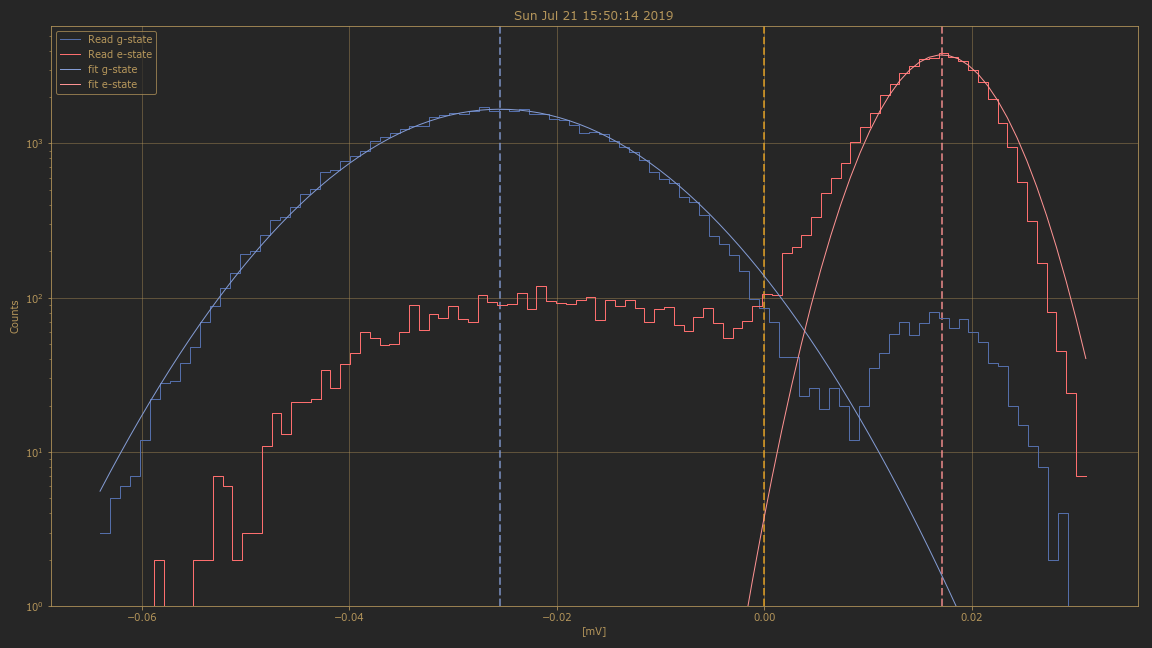 Sun Jul 21 15:50:14 2019
Read g-state
Read e-state
fit g-state
fit e-state
10³
10²
10¹
10⁰
Counts
−0.06
−0.04
−0.02
0.00
0.02
[mV]